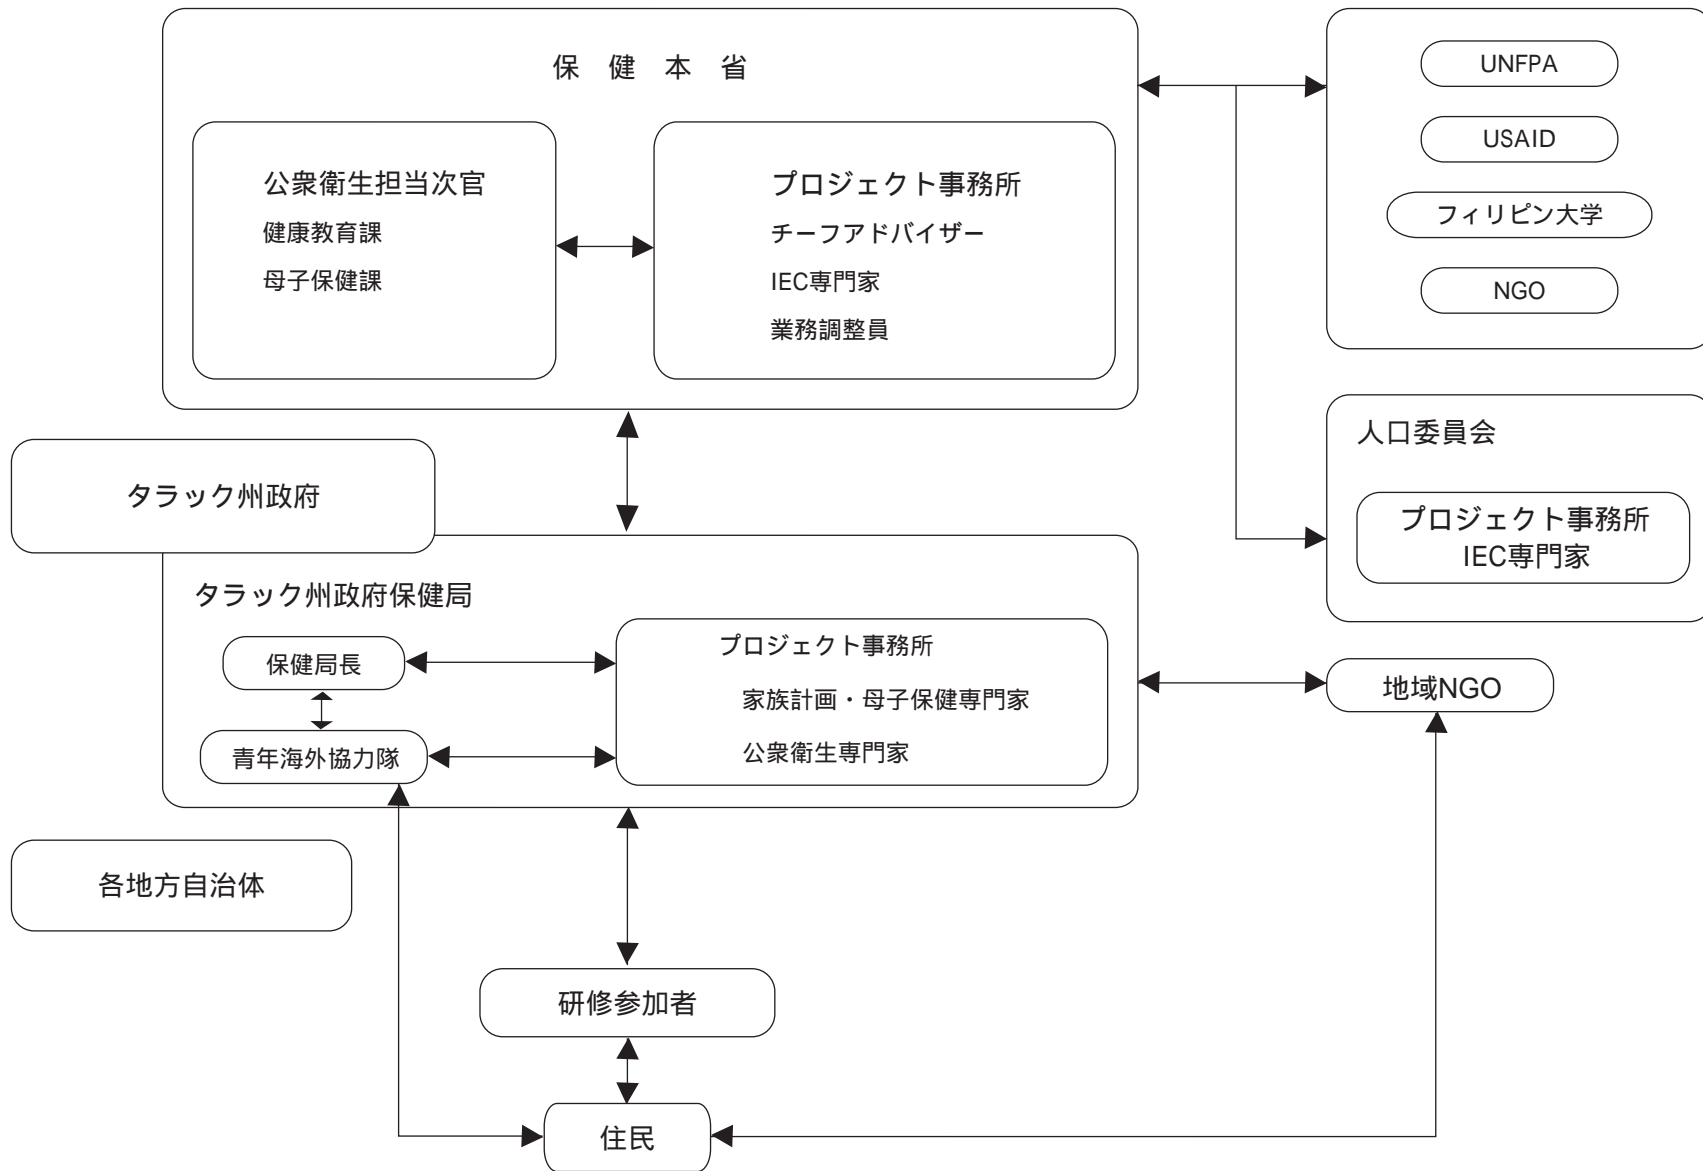 保健本省
公衆衛生担当次官
健康教育課
母子保健課
プロジェクト事務所
チーフアドバイザー
IEC専門家
業務調整員
UNFPA
USAID
フィリピン大学
NGO
人口委員会
プロジェクト事務所
IEC専門家
タラック州政府
タラック州政府保健局
保健局長
青年海外協力隊
プロジェクト事務所
家族計画・母子保健専門家
公衆衛生専門家
地域NGO
各地方自治体
研修参加者
住民